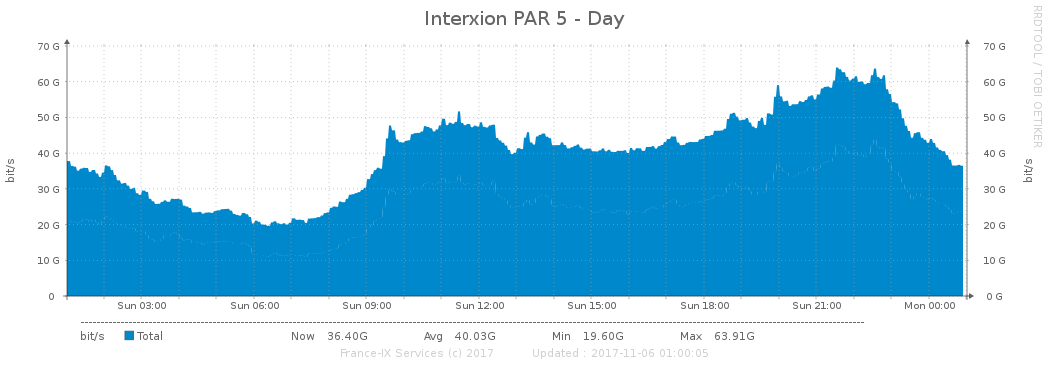 Interxion PAR 5 - Day
RRDTOOL / TOBI OETIKER
70 G 70 G
60 G 60 G
50 G 50 G
40 G 40 G
30 G 30 G
20 G 20 G
10 G 10 G
0 0 G
bit/s bit/s
Sun 03:00 Sun 06:00 Sun 09:00 Sun 12:00 Sun 15:00 Sun 18:00 Sun 21:00 Mon 00:00
bit/s Total Now 36.40G Avg 40.03G Min 19.60G Max 63.91G
France-IX Services (c) 2017 Updated : 2017-11-06 01:00:05